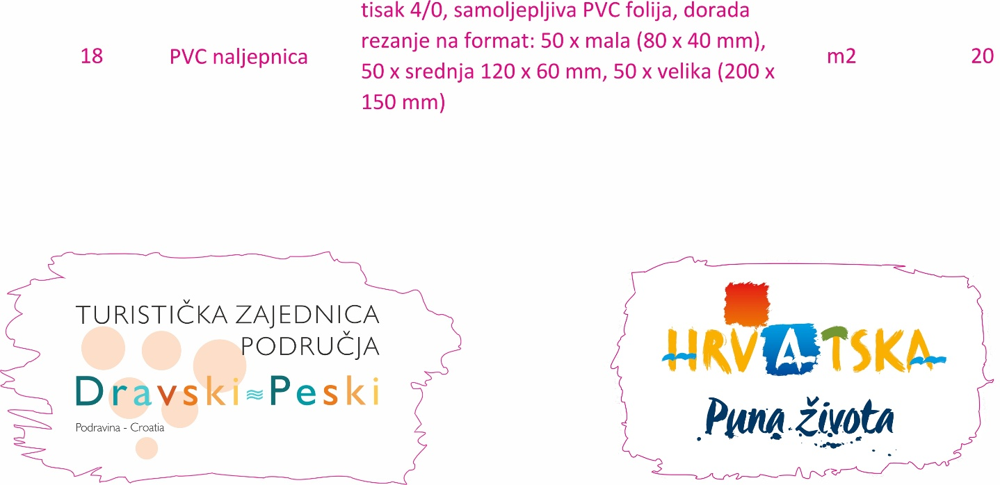 tisak 4/0, samoljepljiva PVC folija, dorada
rezanje na format: 50 x mala (80 x 40 mm),
18 PVC naljepnica m2 20
50 x srednja 120 x 60 mm, 50 x velika (200 x
150 mm)
TURISTIČKA ZAJEDNICA
PODRUČJA
Dravski Peski
Podravina - Croatia
HRVATSKA
Puna života